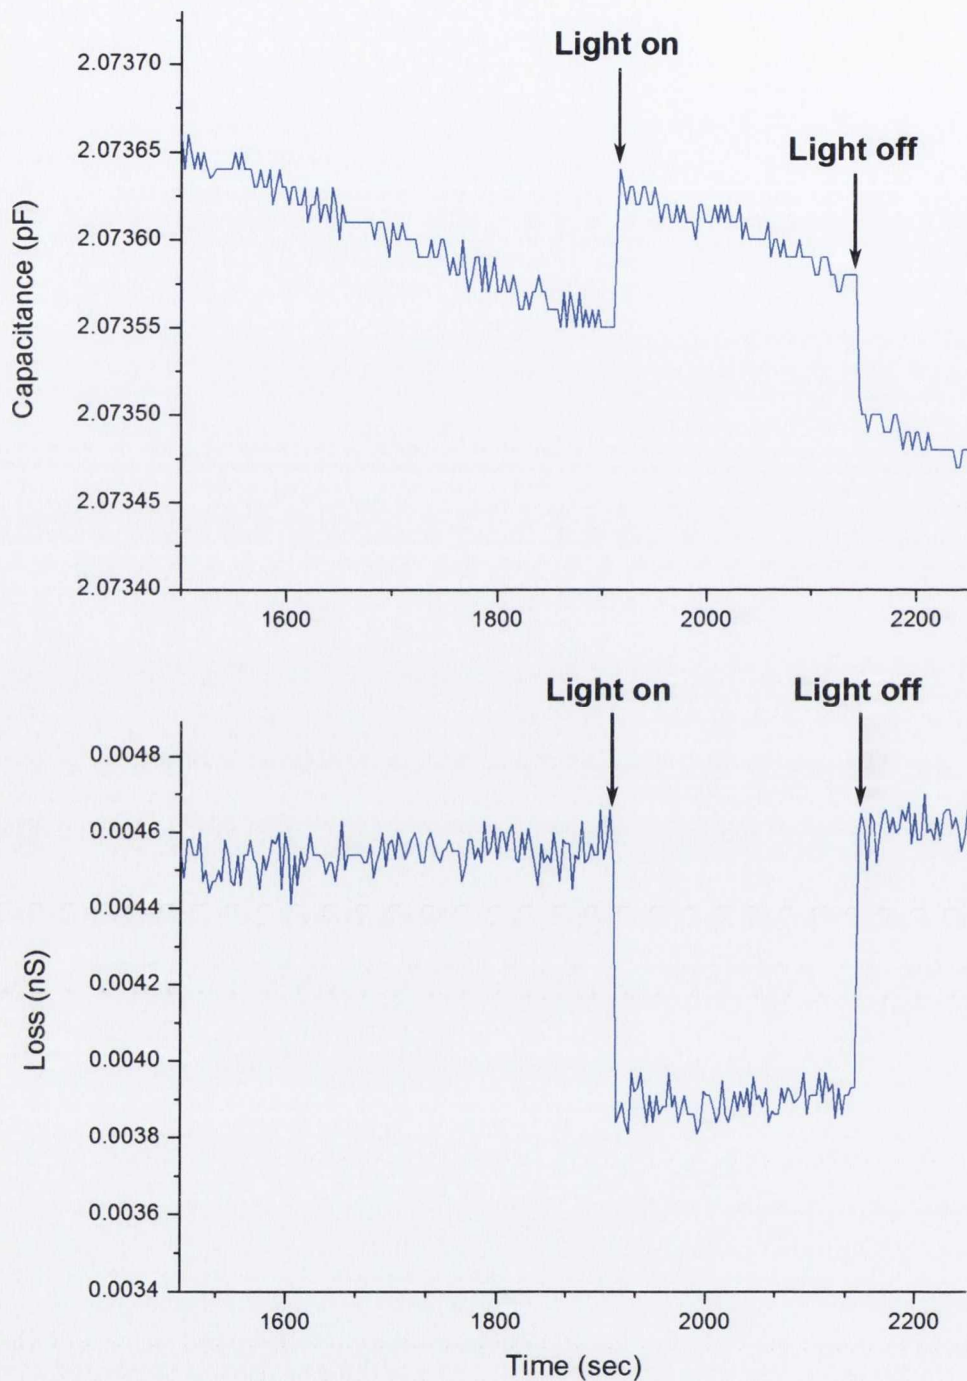 Light on
2.07370
Light off
2.07365
2.07360
2.07355
2.07350
2.07345
2.07340
Capacitance (pF)
1600 1800 2000 2200
Light on Light off
0.0048
0.0046
0.0044
0.0042
0.0040
0.0038
0.0036
0.0034
Loss (nS)
1600 1800 2000 2200
Time (sec)